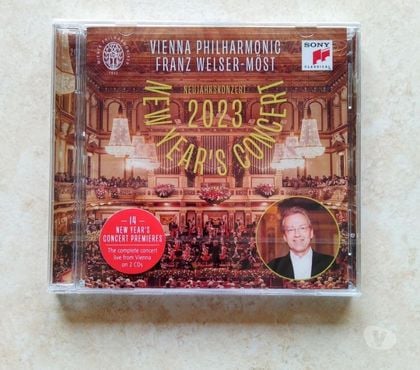 VIENNA PHILHARMONIC
FRANZ WELSER-MÖST
SONY
CLASSICAL
NEUJAHRSKONZERT
2023
NEW YEAR'S CONCERT
14
NEW YEAR'S
CONCERT PREMIERES
The complete concert
live from Vienna
on 2 CDs